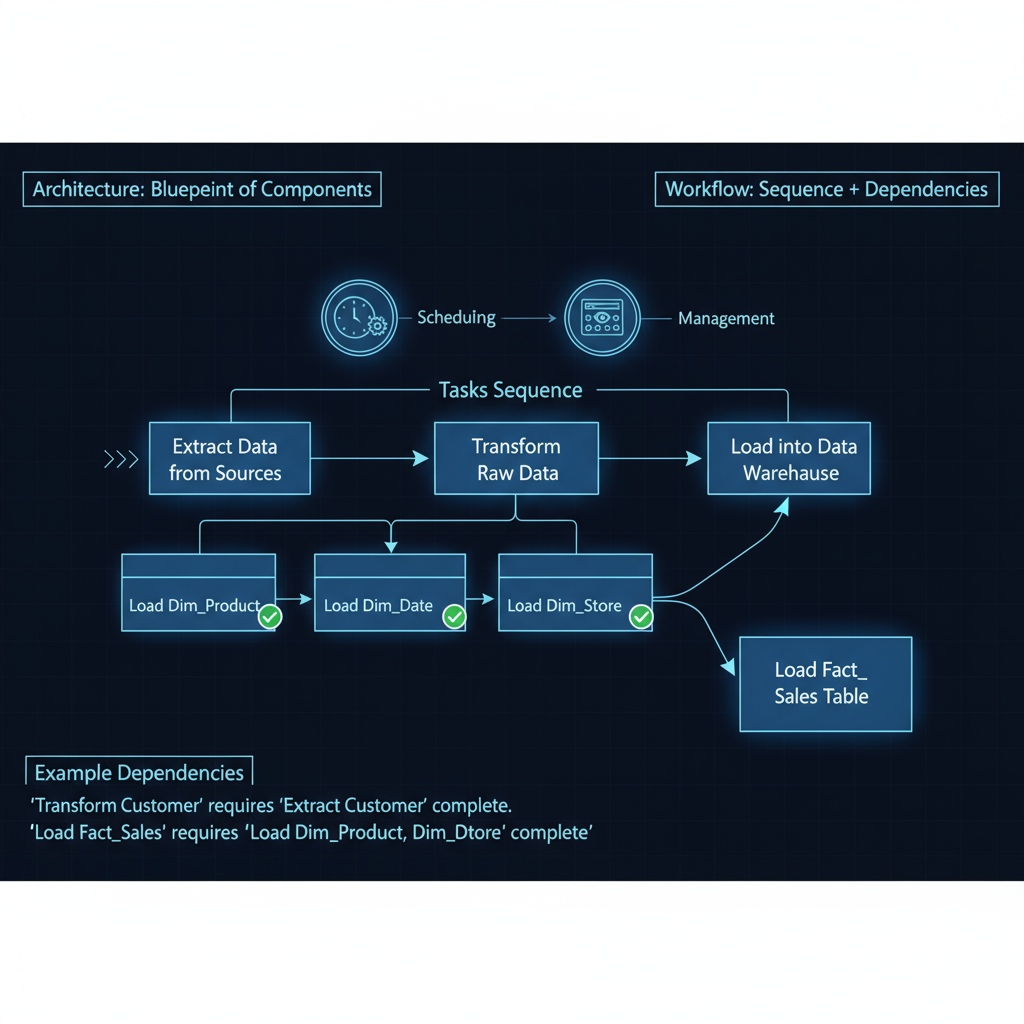 Architecture: Bluepeint of Components
Workflow: Sequence + Dependencies
Scheduing
Management
Tasks Sequence
Extract Data
from Sources
Transform
Raw Data
Load into Data
Warehause
Load Dim_Product
Load Dim_Date
Load Dim_Store
Load Fact_
Sales Table
Example Dependencies
'Transform Customer' requires 'Extract Customer' complete.
'Load Fact_Sales' requires 'Load Dim_Product, Dim_Dtore' complete'